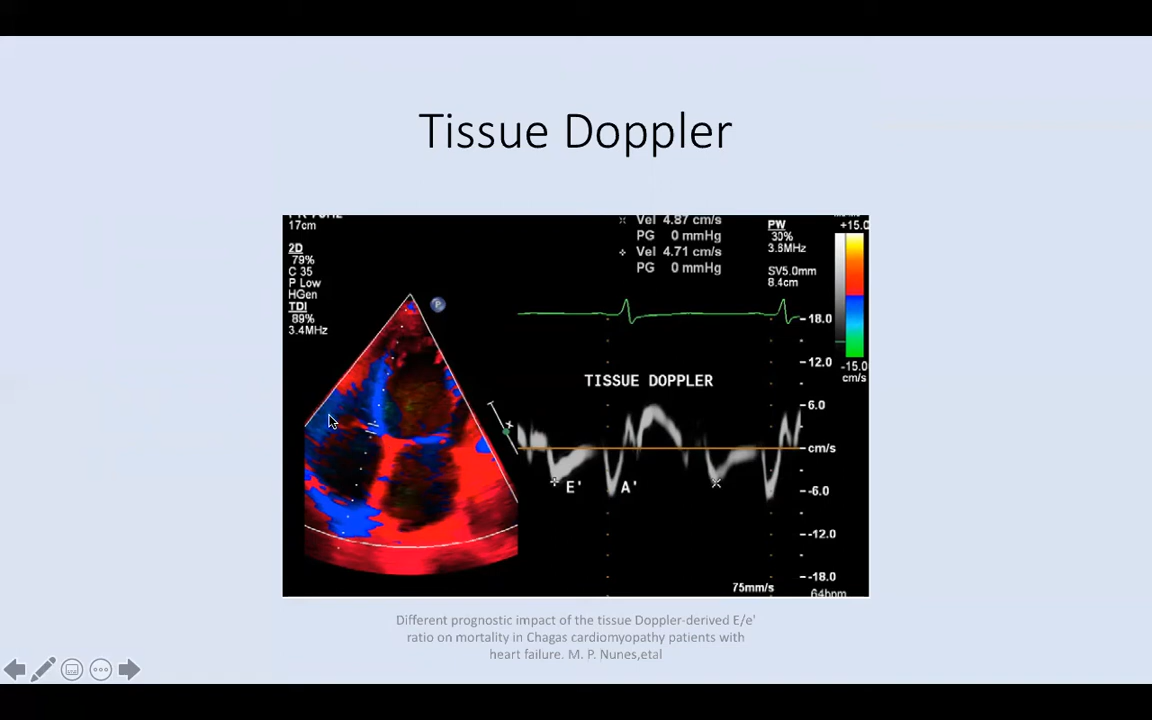 Tissue Doppler
17cm
2D
79%
C 35
P Low
HGen
TDI
89%
3.4MHz
P
Vel 4.87 cm/s
PG 0 mmHg
Vel 4.71 cm/s
PG 0 mmHg
PW
30%
3.8MHz
SV5.0mm
8.4cm
+15.0
-15.0
cm/s
TISSUE DOPPLER
18.0
12.0
6.0
cm/s
-6.0
-12.0
-18.0
E' A'
75mm/s
64bpm
Different prognostic impact of the tissue Doppler-derived E/e'
ratio on mortality in Chagas cardiomyopathy patients with
heart failure. M. P. Nunes,etal